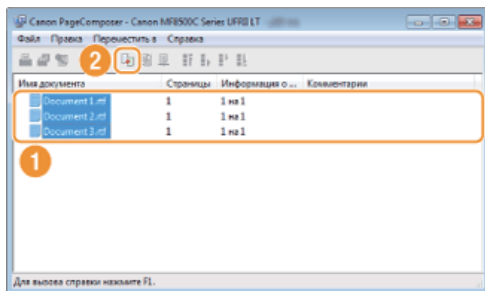 Canon PageComposer - Canon MF8500C Series UFRII LT
Файл Правка Переместить в Справка
2
Имя документа Страницы Информация о ... Комментарии
Document 1.rtf 1 1 на 1
Document 2.rtf 1 1 на 1
Document 3.rtf 1 1 на 1
1
Для вызова справки нажмите F1.